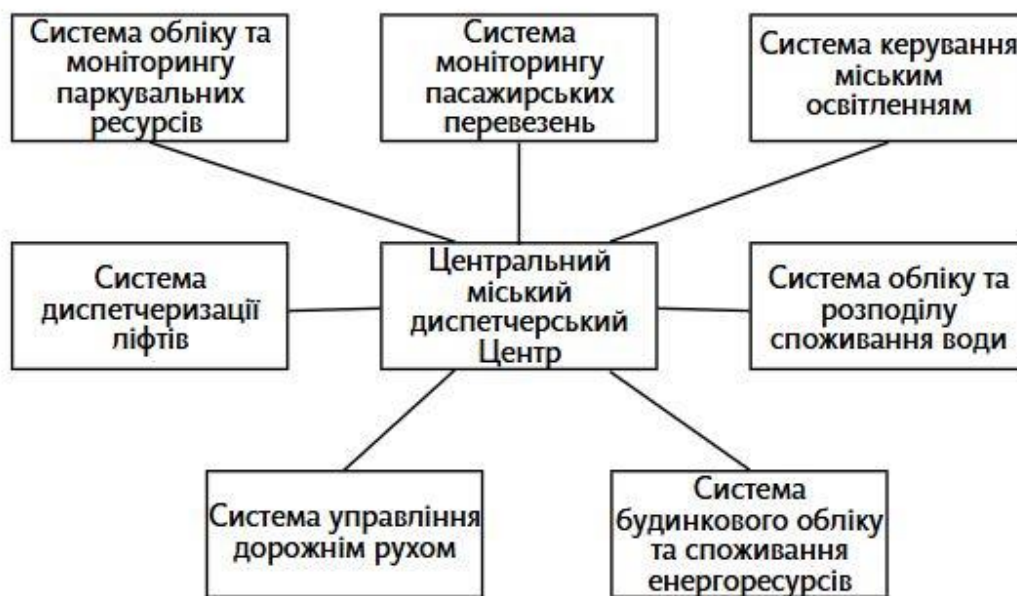 Система обліку та
моніторингу
паркувальних
ресурсів
Система
моніторингу
пасажирських
перевезень
Система керування
міським
освітленням
Система
диспетчеризації
ліфтів
Центральний
міський
диспетчерський
Центр
Система обліку та
розподілу
споживання води
Система управління
дорожнім рухом
Система
будинкового обліку
та споживання
енергоресурсів